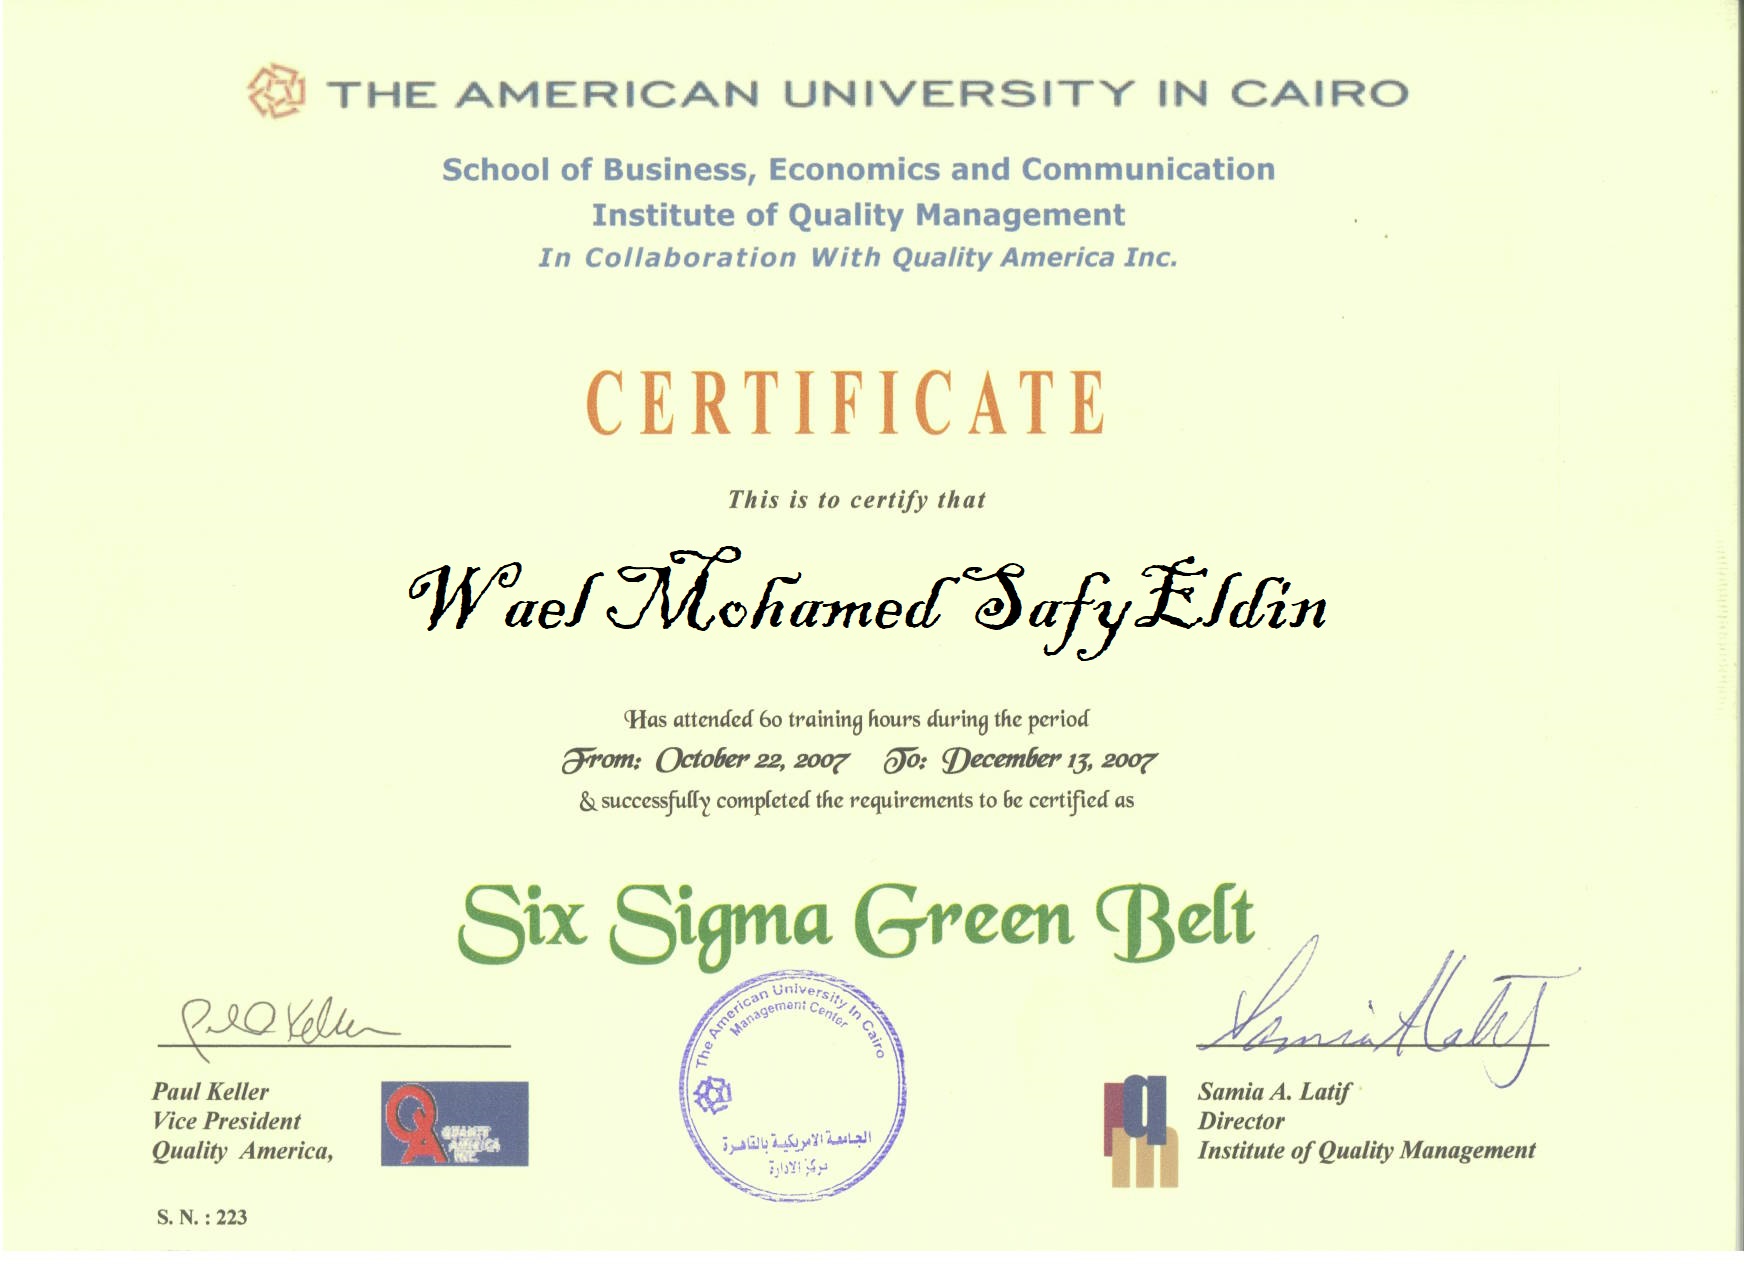 THE AMERICAN UNIVERSITY IN CAIRO
School of Business, Economics and Communication
Institute of Quality Management
In Collaboration With Quality America Inc.
CERTIFICATE
This is to certify that
Wael Mohamed Safy Eldin
Has attended 60 training hours during the period
From: October 22, 2007 To: December 13, 2007
& successfully completed the requirements to be certified as
Six Sigma Green Belt
Paul Keller
Vice President
Quality America,
QA
QUALITY
AMERICA
INC.
The American University In Cairo
Management Center
الجامعة الامريكية بالقاهرة
مركز الادارة
Samia A. Latif
Director
Institute of Quality Management
qm
S. N. : 223